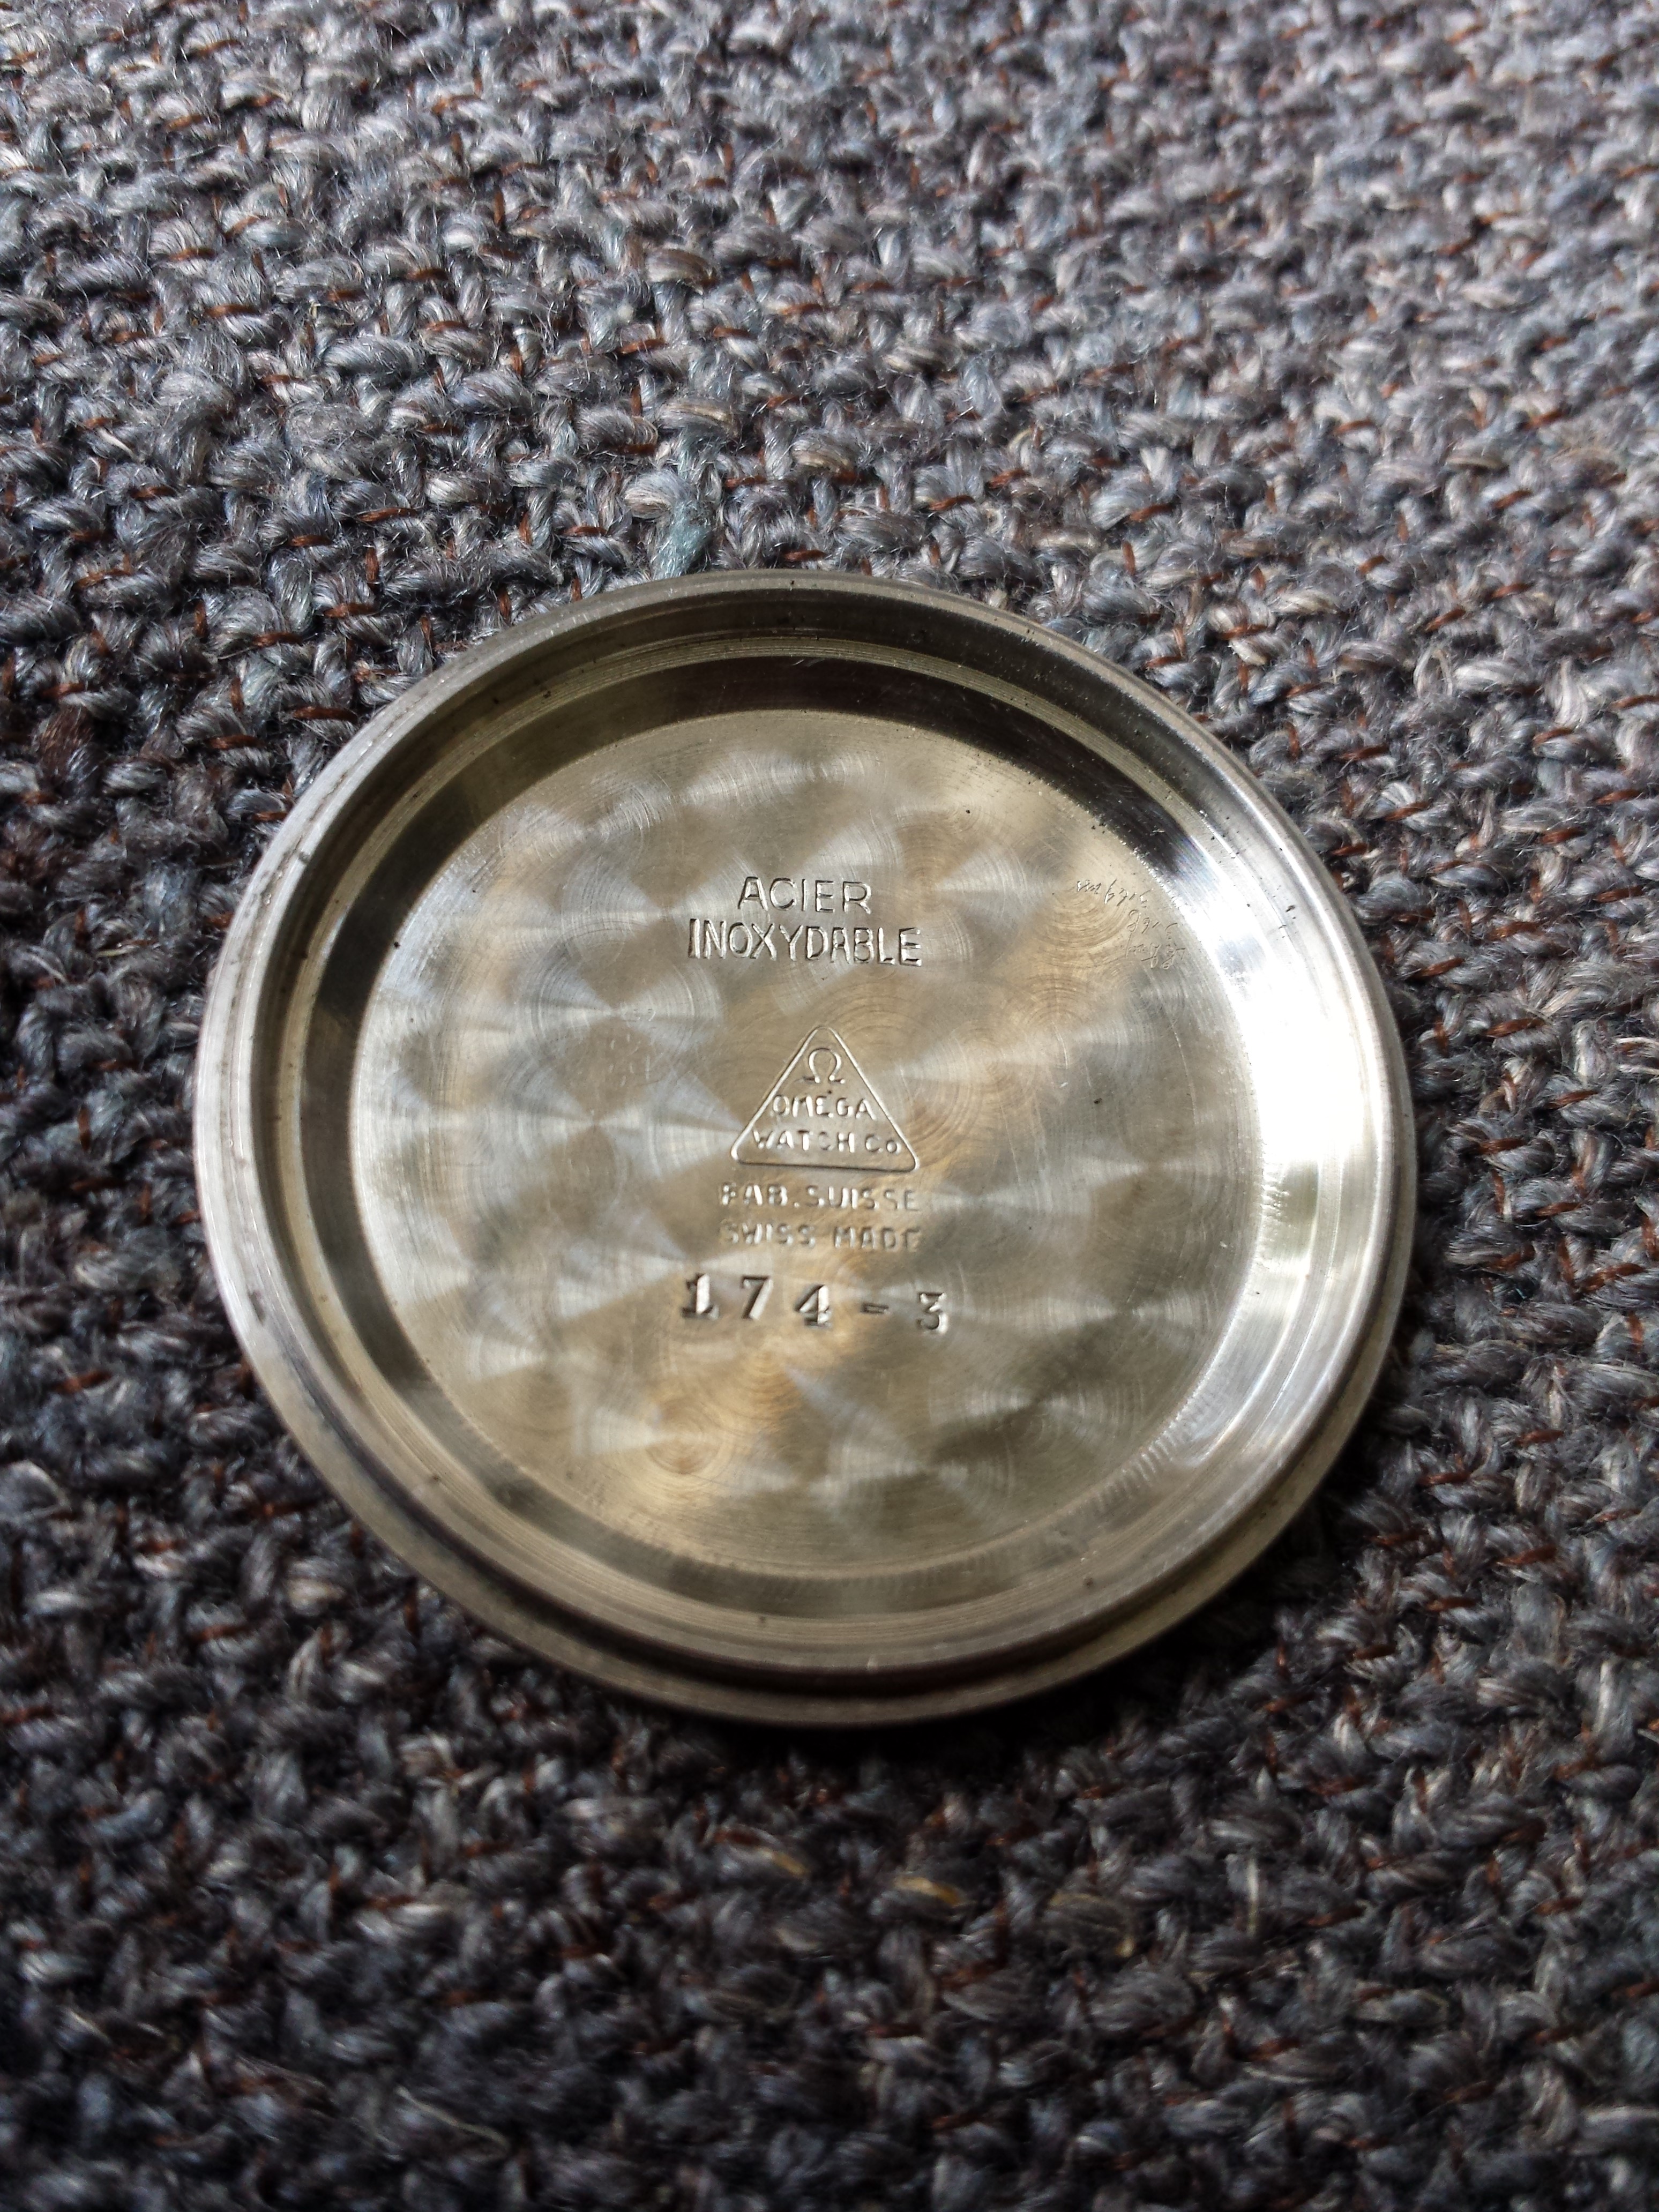 ACIER
INOXYDABLE
Ω
OMEGA
WATCH Co
FAB. SUISSE
SWISS MADE
174-3